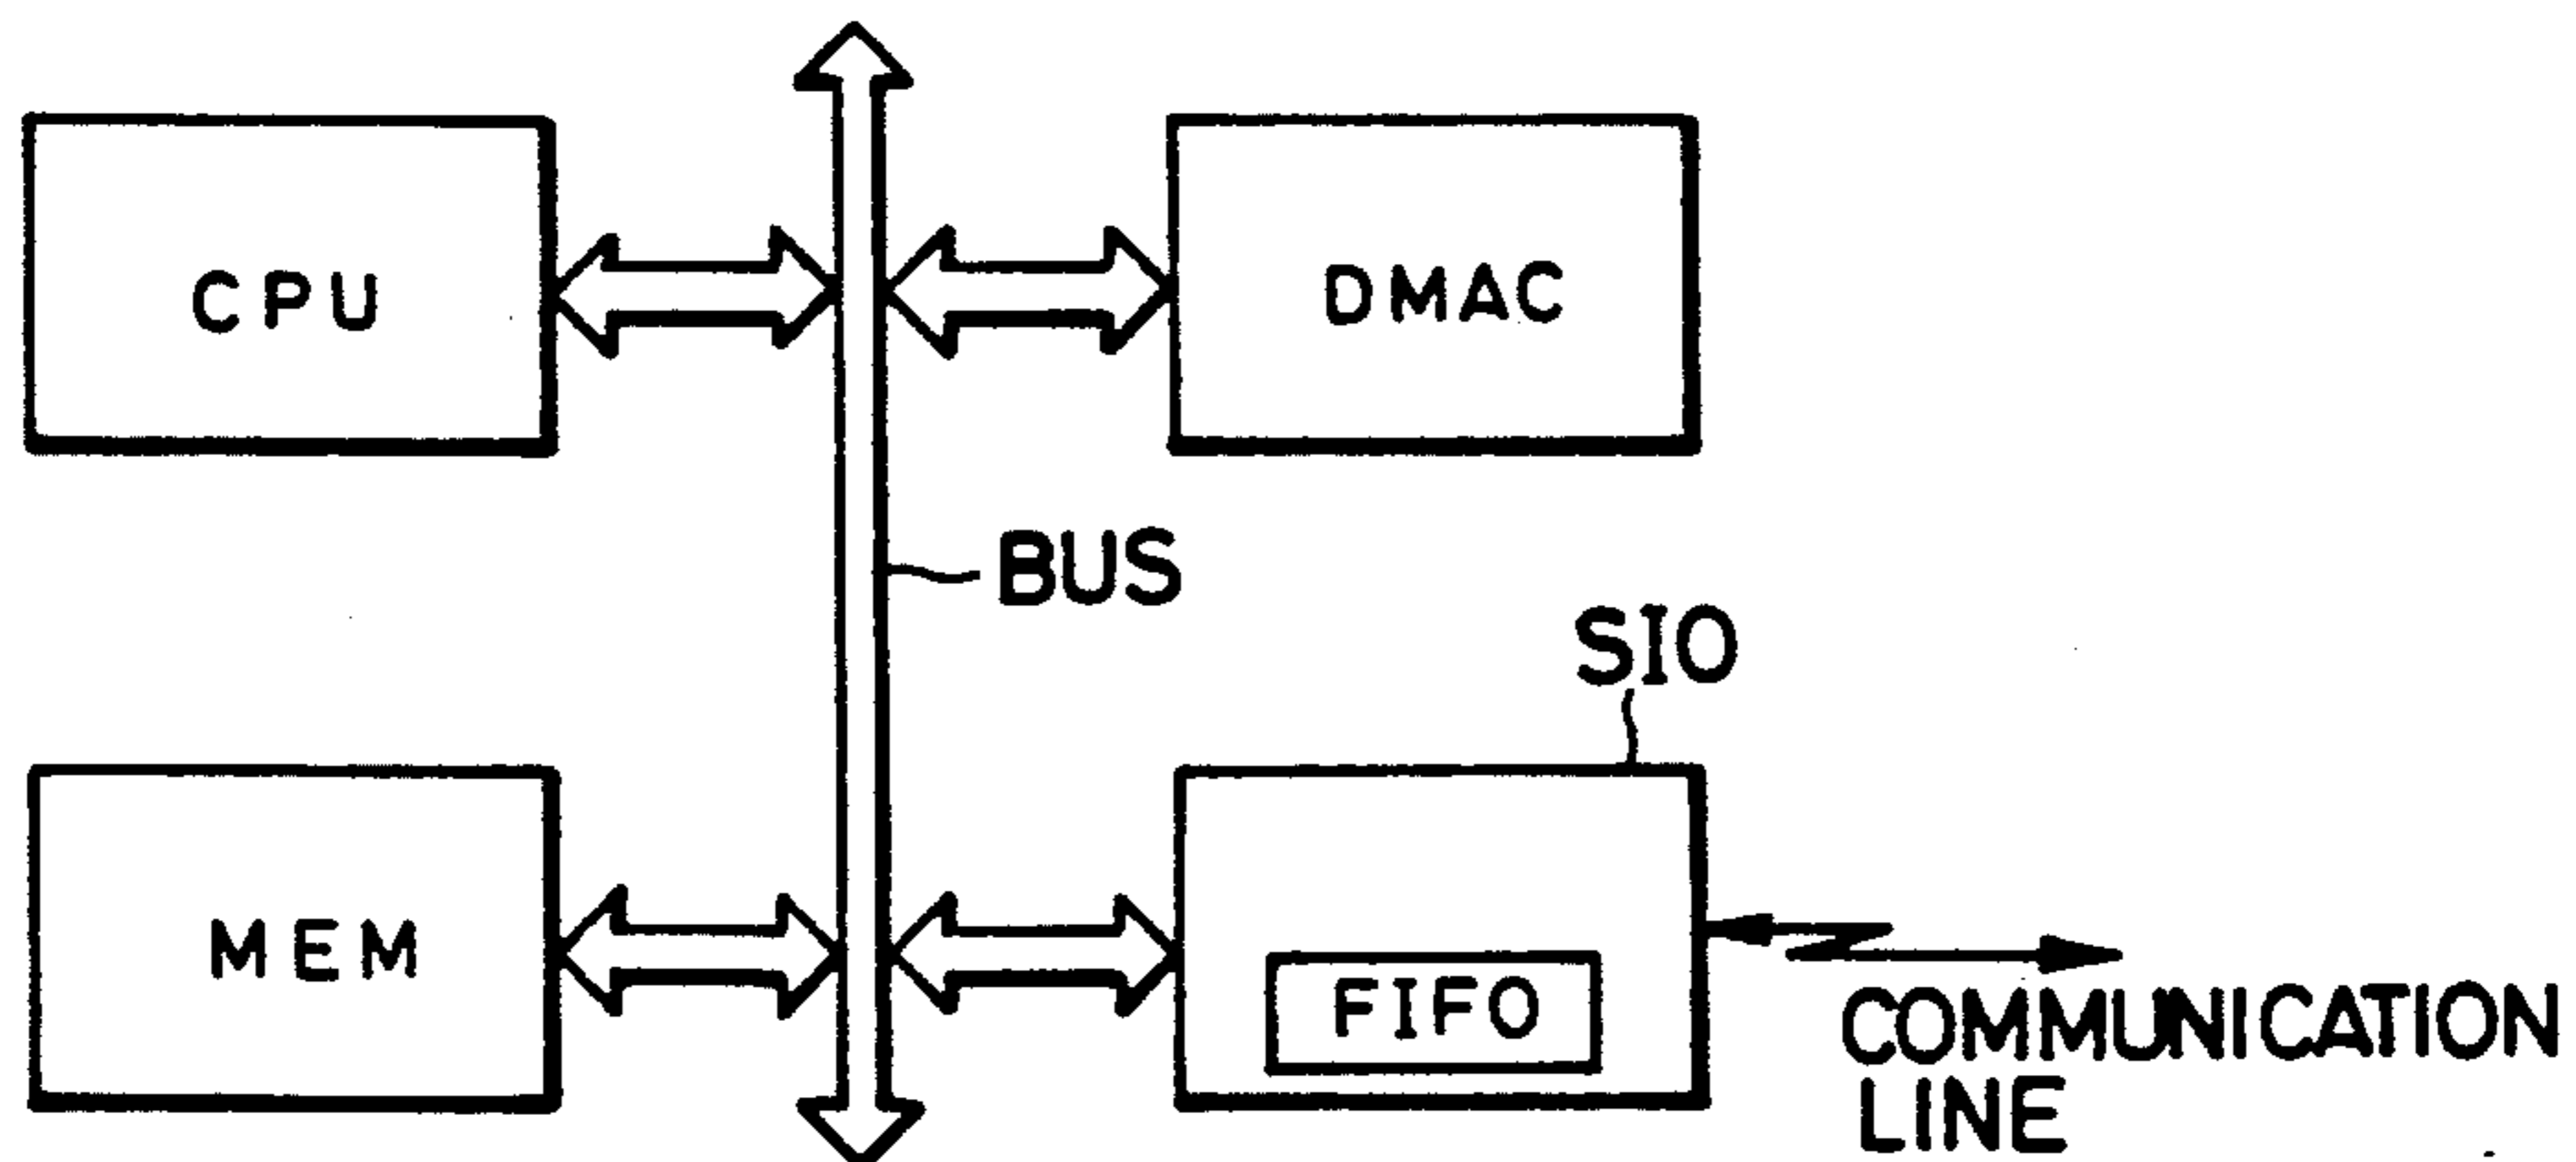 CPU
DMAC
BUS
SIO
MEM
FIFO
COMMUNICATION
LINE